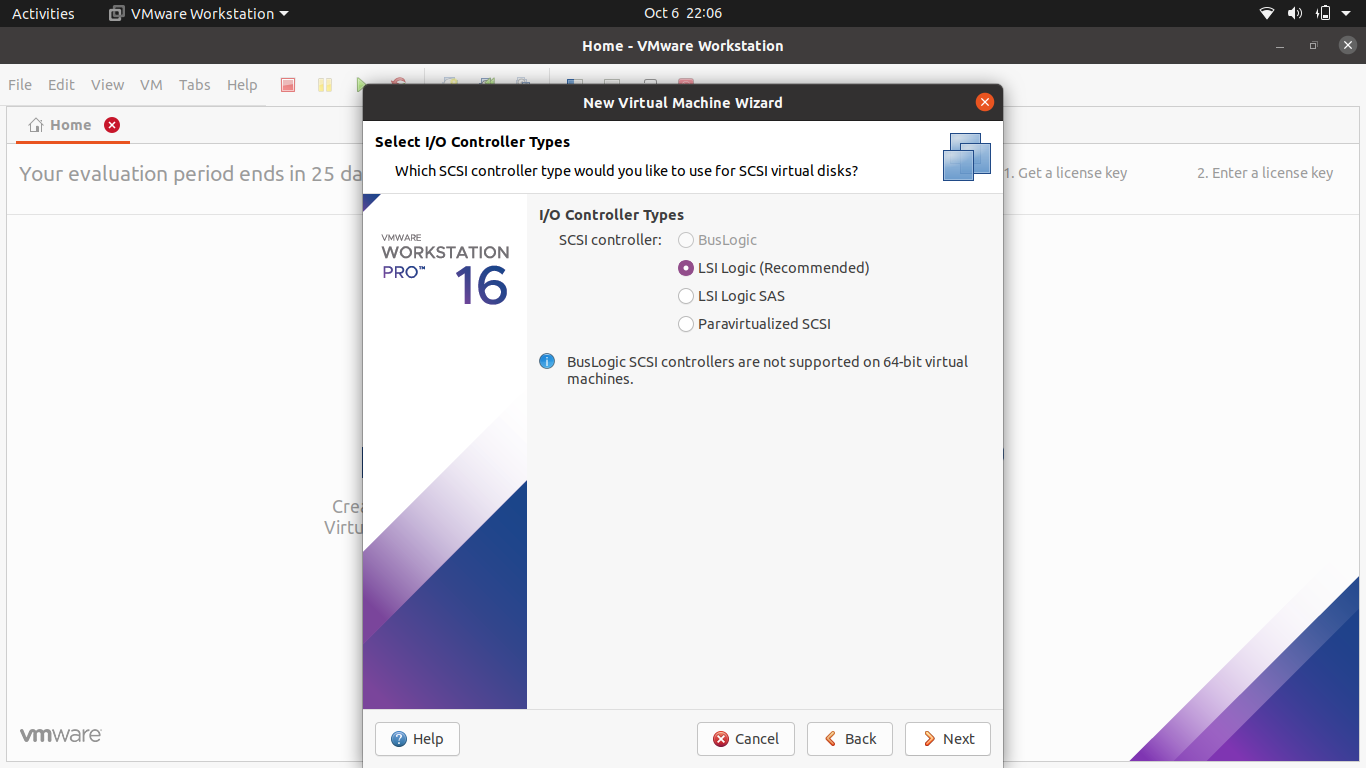 Activities VMware Workstation Oct 6 22:06
Home - VMware Workstation
File Edit View VM Tabs Help
New Virtual Machine Wizard
Home
Select I/O Controller Types
Which SCSI controller type would you like to use for SCSI virtual disks?
Your evaluation period ends in 25 da
1. Get a license key 2. Enter a license key
VMWARE
WORKSTATION
PRO™ 16
I/O Controller Types
SCSI controller: BusLogic
LSI Logic (Recommended)
LSI Logic SAS
Paravirtualized SCSI
BusLogic SCSI controllers are not supported on 64-bit virtual
machines.
Crea
Virtu
vmware
Help Cancel Back Next